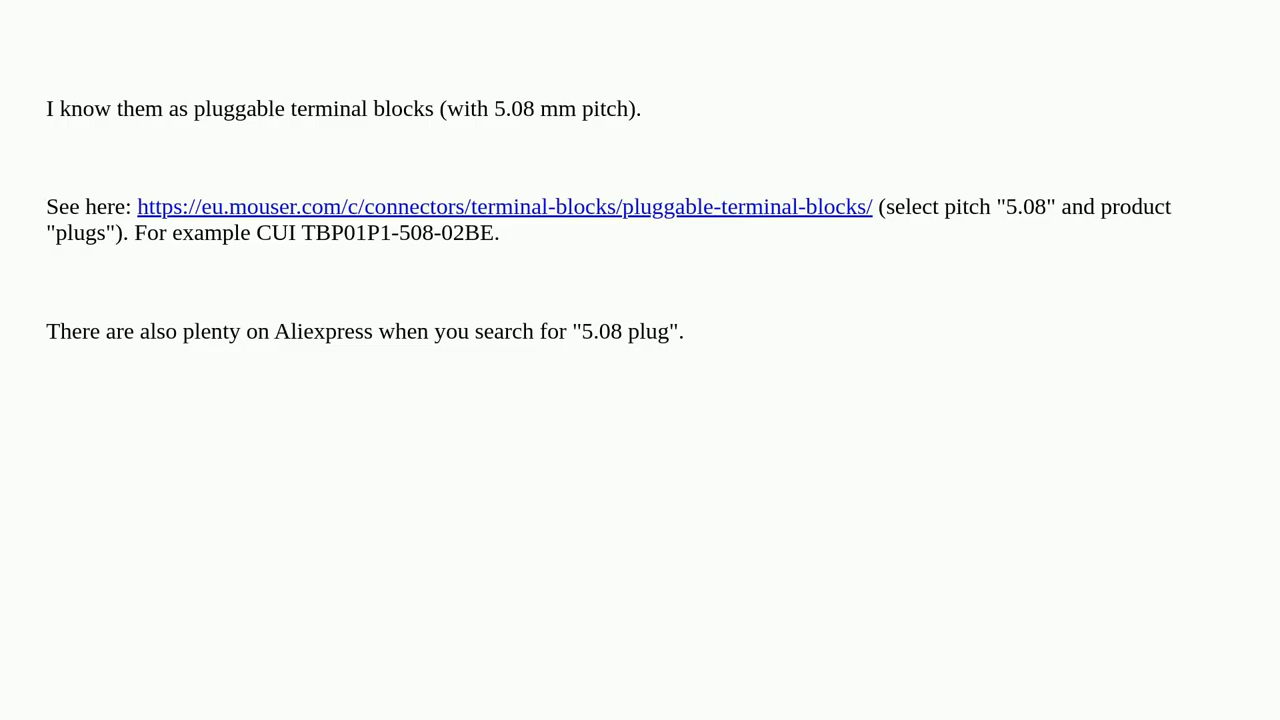 I know them as pluggable terminal blocks (with 5.08 mm pitch).
See here: https://eu.mouser.com/c/connectors/terminal-blocks/pluggable-terminal-blocks/ (select pitch "5.08" and product
"plugs"). For example CUI TBP01P1-508-02BE.
There are also plenty on Aliexpress when you search for "5.08 plug".